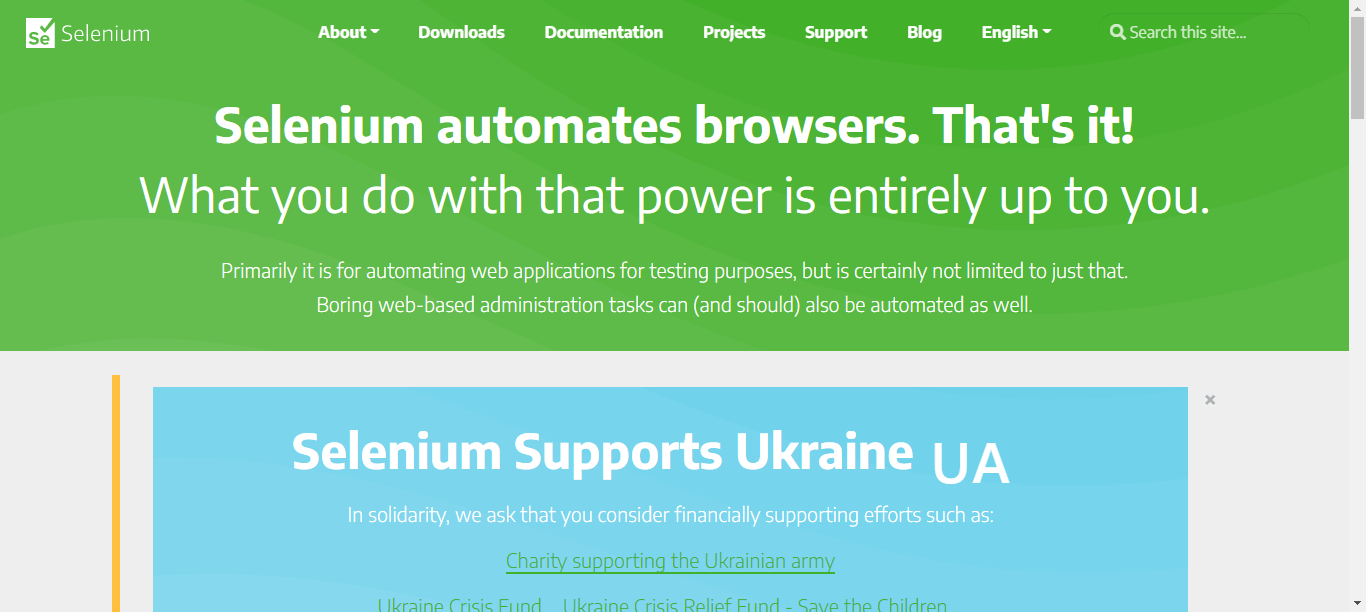 Se Selenium
About Downloads Documentation Projects Support Blog English Search this site...
Selenium automates browsers. That's it!
What you do with that power is entirely up to you.
Primarily it is for automating web applications for testing purposes, but is certainly not limited to just that.
Boring web-based administration tasks can (and should) also be automated as well.
Selenium Supports Ukraine UA
In solidarity, we ask that you consider financially supporting efforts such as:
Charity supporting the Ukrainian army
Ukraine Crisis Fund Ukraine Crisis Relief Fund - Save the Children